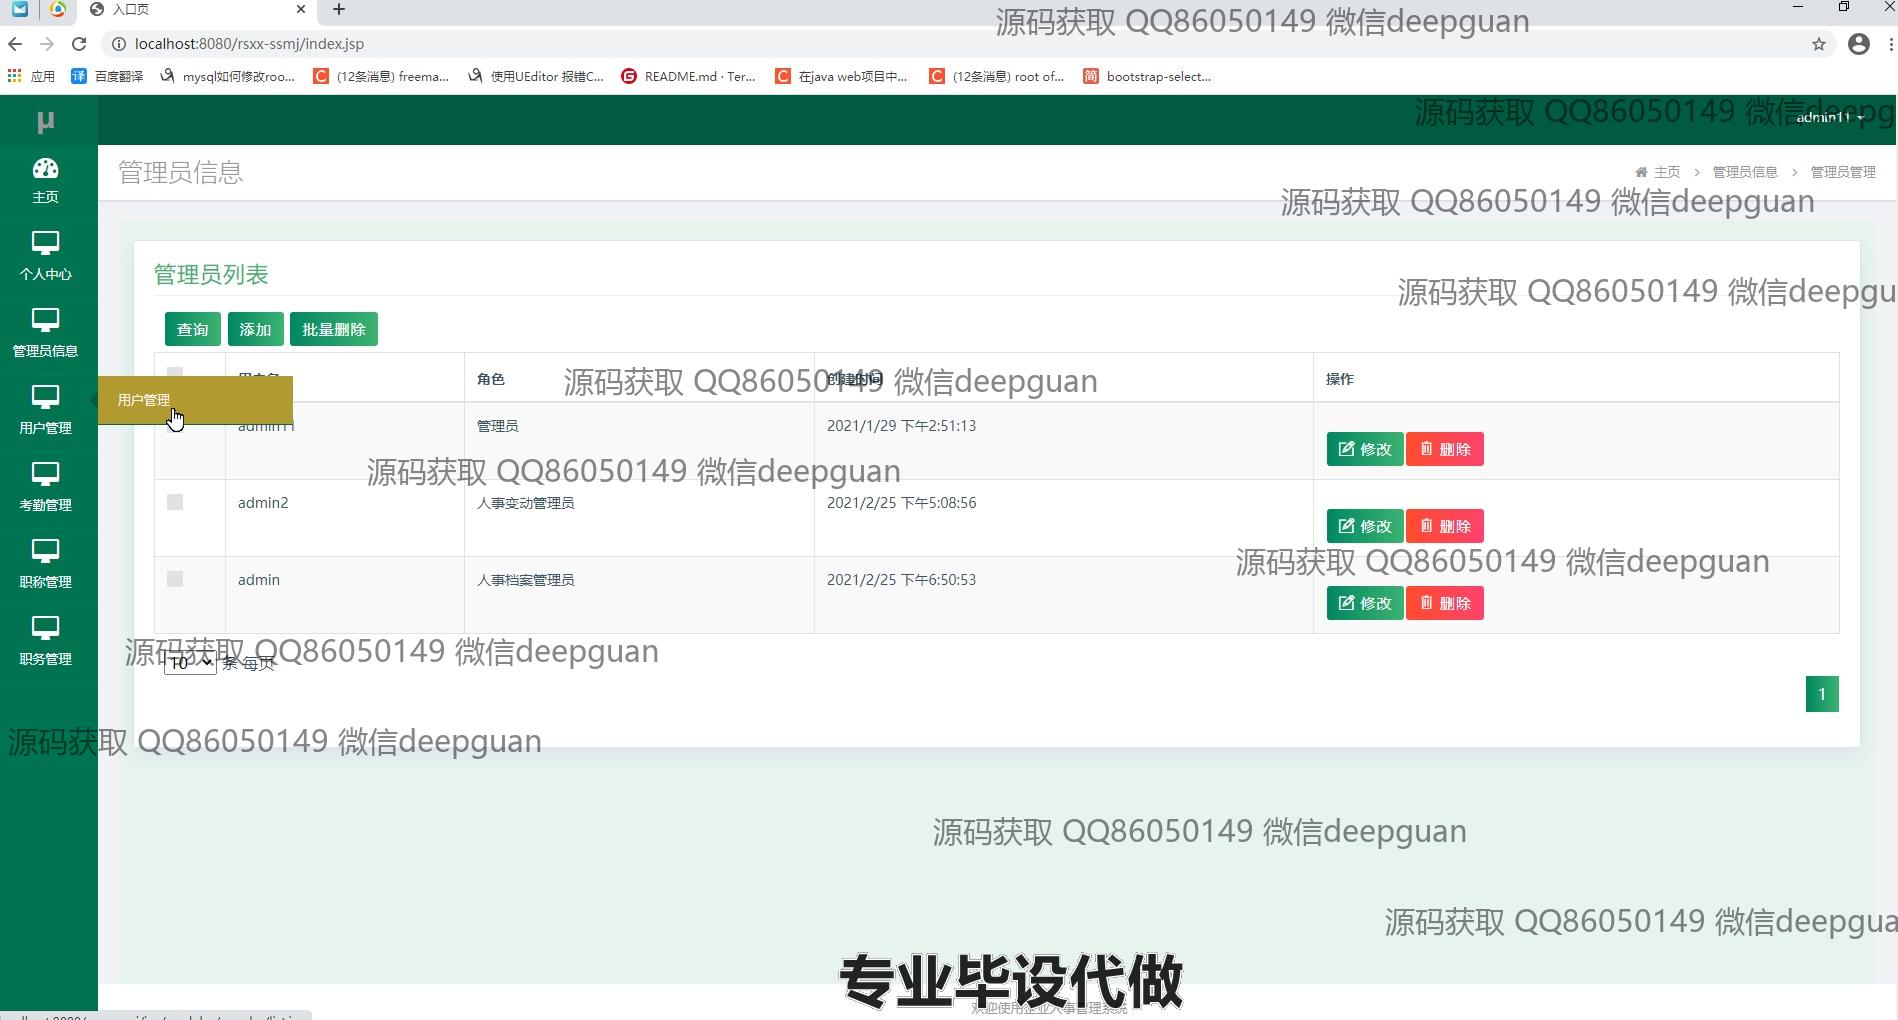 入口页
源码获取 QQ86050149 微信deepguan
localhost:8080/rsxx-ssmj/index.jsp
应用 百度翻译 mysql如何修改roo... (12条消息) freema... 使用UEditor 报错C... README.md · Ter... 在java web项目中... (12条消息) root of... bootstrap-select...
μ
源码获取 QQ86050149 微信deepg
admin11
主页
管理员信息
主页 > 管理员信息 > 管理员管理
源码获取 QQ86050149 微信deepguan
个人中心
管理员列表
源码获取 QQ86050149 微信deepgu
查询 添加 批量删除
管理员信息
用户名 角色 创建时间 操作
源码获取 QQ86050149 微信deepguan
用户管理
用户管理
admin11 管理员 2021/1/29 下午2:51:13 修改 删除
源码获取 QQ86050149 微信deepguan
考勤管理
admin2 人事变动管理员 2021/2/25 下午5:08:56 修改 删除
源码获取 QQ86050149 微信deepguan
职称管理
admin 人事档案管理员 2021/2/25 下午6:50:53 修改 删除
职务管理
源码获取 QQ86050149 微信deepguan
10 条 每页
1
源码获取 QQ86050149 微信deepguan
源码获取 QQ86050149 微信deepguan
源码获取 QQ86050149 微信deepgua
专业毕设代做
欢迎使用企业人事管理系统